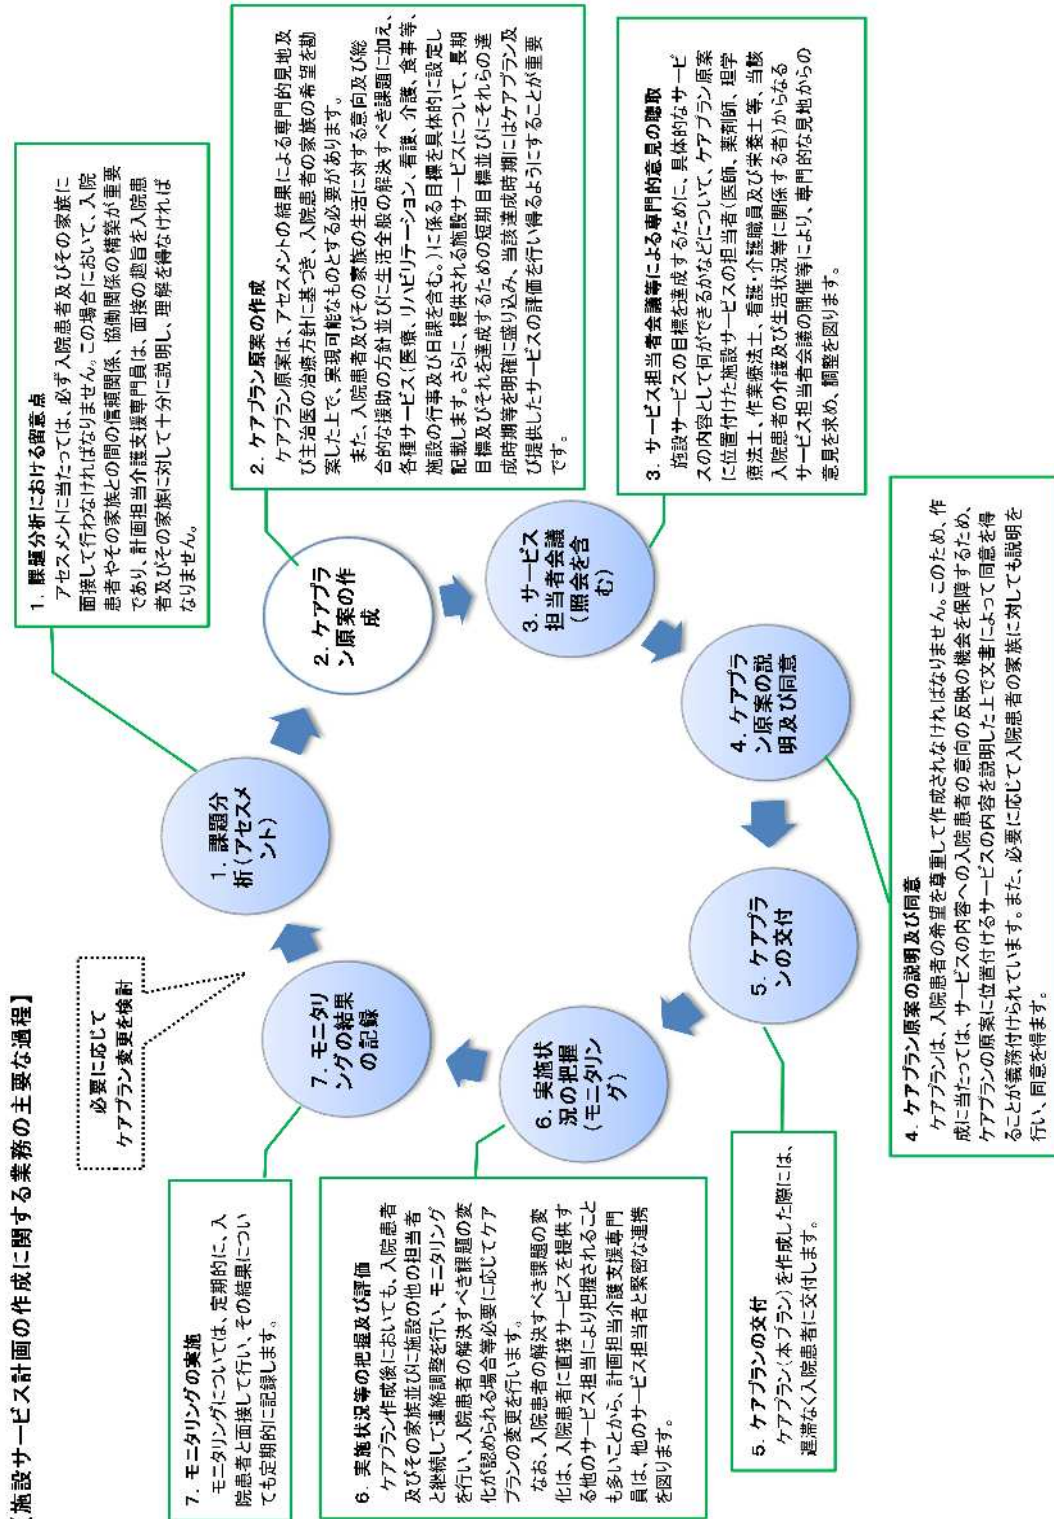 施設サービス計画の作成に関する業務の主要な過程】
必要に応じて
ケアプラン変更を検討
1. 課題分
析(アセスメ
ント)
2. ケアプラ
ン原案の作
成
3. サービス
担当者会議
(照会を含
む)
4. ケアプラ
ン原案の説
明及び同意
5. ケアプラ
ンの交付
6. 実施状
況の把握
(モニタリン
グ)
7. モニタリ
ングの結果
の記録
1. 課題分析における留意点
アセスメントに当たっては、必ず入院患者及びその家族に
面接して行わなければなりません。この場合において、入院
患者やその家族との間の信頼関係、協働関係の構築が重要
であり、計画担当介護支援専門員は、面接の趣旨を入院患
者及びその家族に対して十分に説明し、理解を得なければ
なりません。
2. ケアプラン原案の作成
ケアプラン原案は、アセスメントの結果による専門的見地及
び主治医の治療方針に基づき、入院患者の家族の希望を勘
案した上で、実現可能なものとする必要があります。
また、入院患者及びその家族の生活に対する意向及び総
合的な援助の方針並びに生活全般の解決すべき課題に加え、
各種サービス(医療、リハビリテーション、看護、介護、食事等、
施設の行事及び日課を含む。)に係る目標を具体的に設定し
記載します。さらに、提供される施設サービスについて、長期
目標及びそれを達成するための短期目標並びにそれらの達
成時期等を明確に盛り込み、当該達成時期にはケアプラン及
び提供したサービスの評価を行い得るようにすることが重要
です。
3. サービス担当者会議等による専門的意見の聴取
施設サービスの目標を達成するために、具体的なサービ
スの内容として何ができるかなどについて、ケアプラン原案
に位置付けた施設サービスの担当者(医師、薬剤師、理学
療法士、作業療法士、看護・介護職員及び栄養士等、当該
入院患者の介護及び生活状況等に関係する者)からなる
サービス担当者会議の開催等により、専門的な見地からの
意見を求め、調整を図ります。
4. ケアプラン原案の説明及び同意
ケアプランは、入院患者の希望を尊重して作成されなければなりません。このため、作
成に当たっては、サービスの内容への入院患者の意向の反映の機会を保障するため、
ケアプランの原案に位置付けるサービスの内容を説明した上で文書によって同意を得
ることが義務付けられています。また、必要に応じて入院患者の家族に対しても説明を
行い、同意を得ます。
5. ケアプランの交付
ケアプラン(本プラン)を作成した際には、
遅滞なく入院患者に交付します。
6. 実施状況等の把握及び評価
ケアプラン作成後においても、入院患者
及びその家族並びに施設の他の担当者
と継続して連絡調整を行い、モニタリング
を行い、入院患者の解決すべき課題の変
化が認められる場合等必要に応じてケア
プランの変更を行います。
なお、入院患者の解決すべき課題の変
化は、入院患者に直接サービスを提供す
る他のサービス担当により把握されること
も多いことから、計画担当介護支援専門
員は、他のサービス担当者と緊密な連携
を図ります。
7. モニタリングの実施
モニタリングについては、定期的に、入
院患者と面接して行い、その結果につい
ても定期的に記録します。